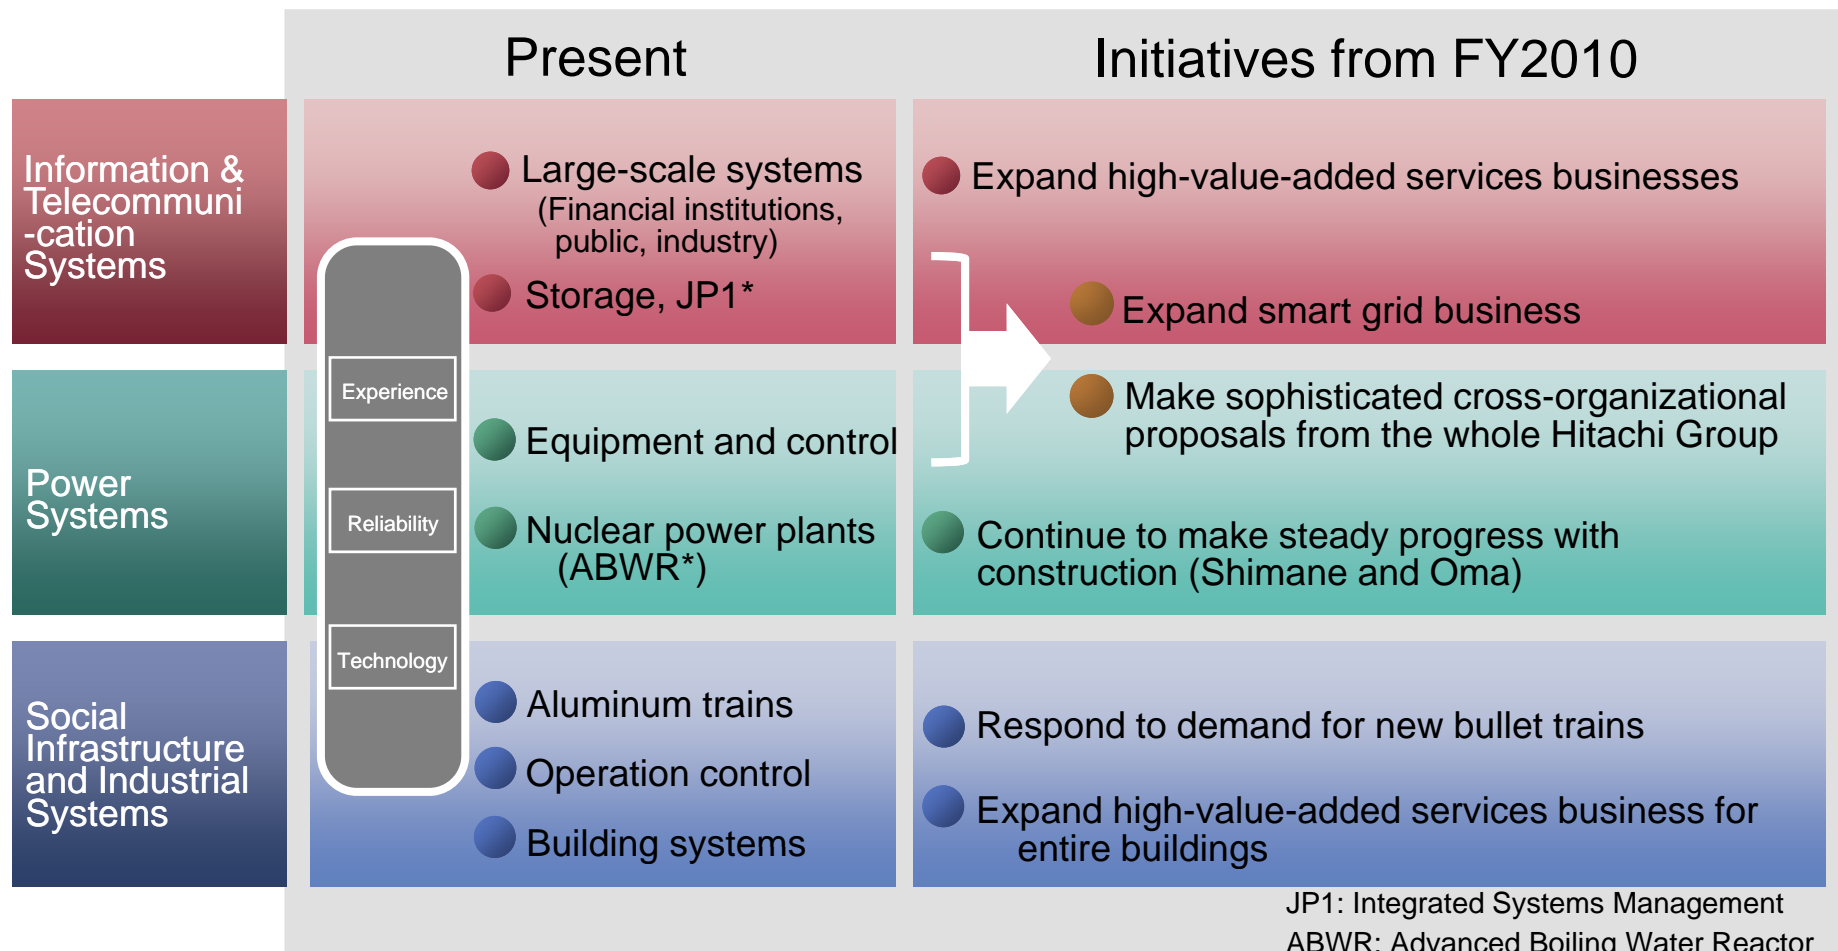 Present
Initiatives from FY2010
Information &
Telecommuni
-cation
Systems
Large-scale systems
(Financial institutions,
public, industry)
Storage, JP1*
Expand high-value-added services businesses
Expand smart grid business
Experience
Reliability
Technology
Power
Systems
Equipment and control
Nuclear power plants
(ABWR*)
Make sophisticated cross-organizational
proposals from the whole Hitachi Group
Continue to make steady progress with
construction (Shimane and Oma)
Social
Infrastructure
and Industrial
Systems
Aluminum trains
Operation control
Building systems
Respond to demand for new bullet trains
Expand high-value-added services business for
entire buildings
JP1: Integrated Systems Management
ABWR: Advanced Boiling Water Reactor